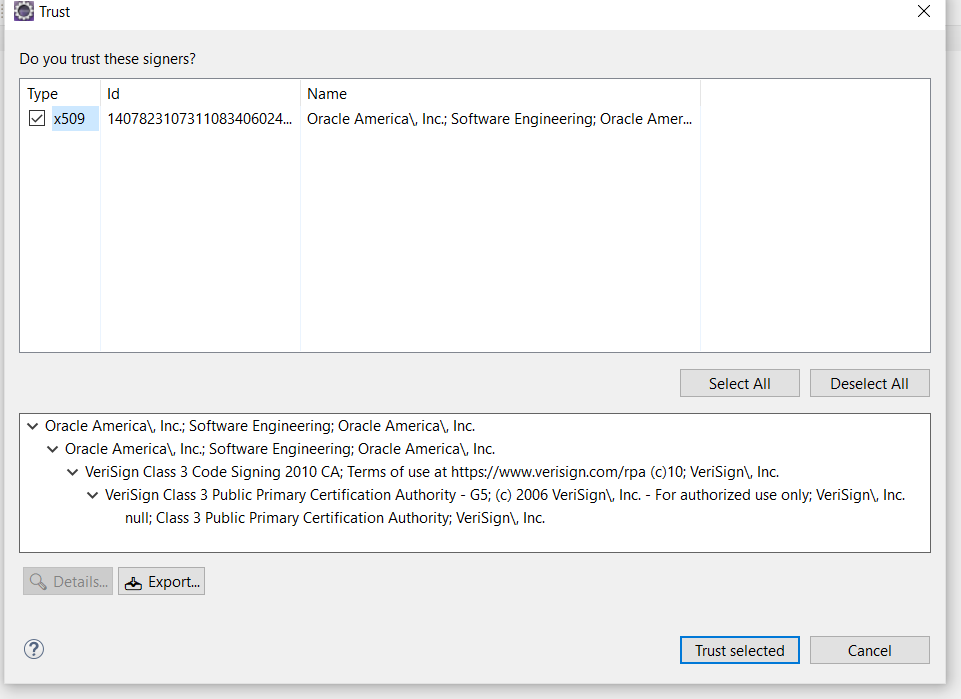 Trust
Do you trust these signers?
Type Id Name
x509 1407823107311083406024... Oracle America\, Inc.; Software Engineering; Oracle Amer...
Select All Deselect All
Oracle America\, Inc.; Software Engineering; Oracle America\, Inc.
Oracle America\, Inc.; Software Engineering; Oracle America\, Inc.
VeriSign Class 3 Code Signing 2010 CA; Terms of use at https://www.verisign.com/rpa (c)10; VeriSign\, Inc.
VeriSign Class 3 Public Primary Certification Authority - G5; (c) 2006 VeriSign\, Inc. - For authorized use only; VeriSign\, Inc.
null; Class 3 Public Primary Certification Authority; VeriSign\, Inc.
Details... Export...
? Trust selected Cancel